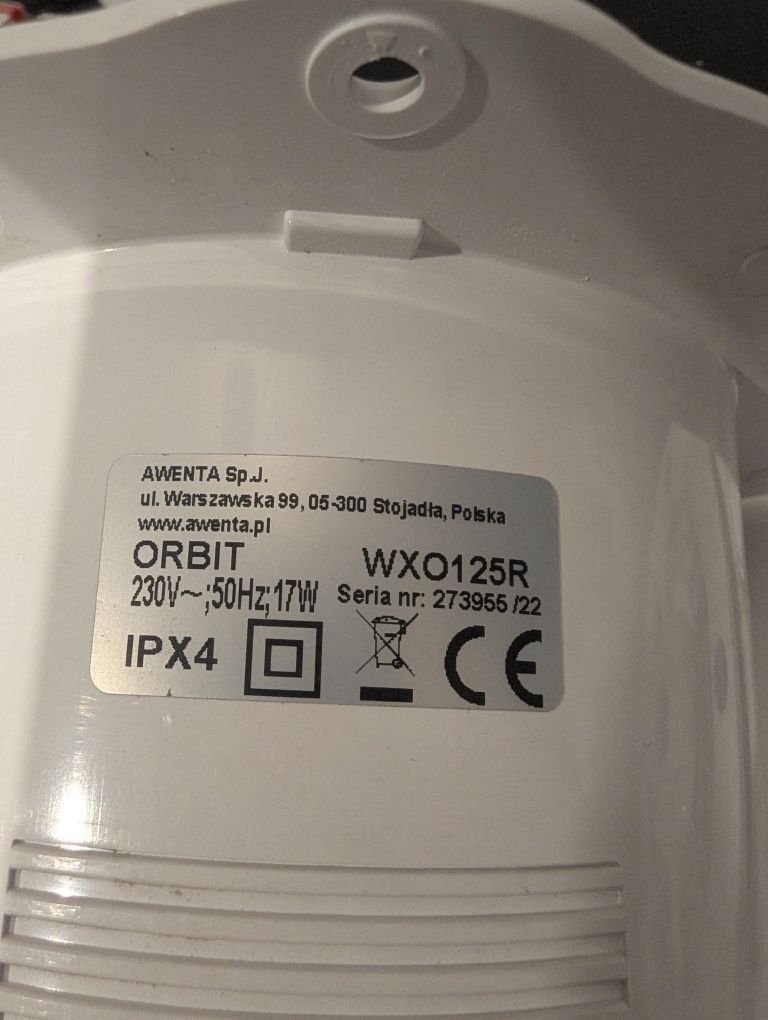 AWENTA Sp.J.
ul. Warszawska 99, 05-300 Stojadła, Polska
www.awenta.pl
ORBIT WXO125R
230V~;50Hz;17W Seria nr: 273955 /22
IPX4 CE